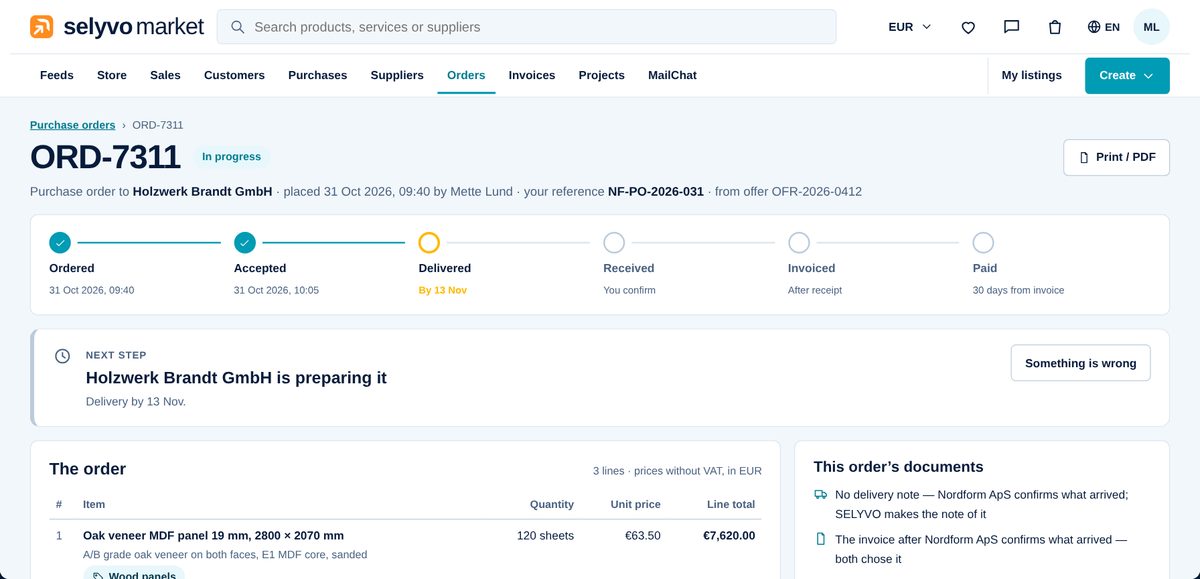 selyvo market
Search products, services or suppliers
EUR
EN
ML
Feeds
Store
Sales
Customers
Purchases
Suppliers
Orders
Invoices
Projects
MailChat
My listings
Create
Purchase orders › ORD-7311
ORD-7311
In progress
Print / PDF
Purchase order to Holzwerk Brandt GmbH · placed 31 Oct 2026, 09:40 by Mette Lund · your reference NF-PO-2026-031 · from offer OFR-2026-0412
Ordered
31 Oct 2026, 09:40
Accepted
31 Oct 2026, 10:05
Delivered
By 13 Nov
Received
You confirm
Invoiced
After receipt
Paid
30 days from invoice
NEXT STEP
Holzwerk Brandt GmbH is preparing it
Delivery by 13 Nov.
Something is wrong
The order
3 lines · prices without VAT, in EUR
# Item Quantity Unit price Line total
1 Oak veneer MDF panel 19 mm, 2800 × 2070 mm 120 sheets €63.50 €7,620.00
A/B grade oak veneer on both faces, E1 MDF core, sanded
Wood panels
This order’s documents
No delivery note — Nordform ApS confirms what arrived;
SELYVO makes the note of it
The invoice after Nordform ApS confirms what arrived —
both chose it